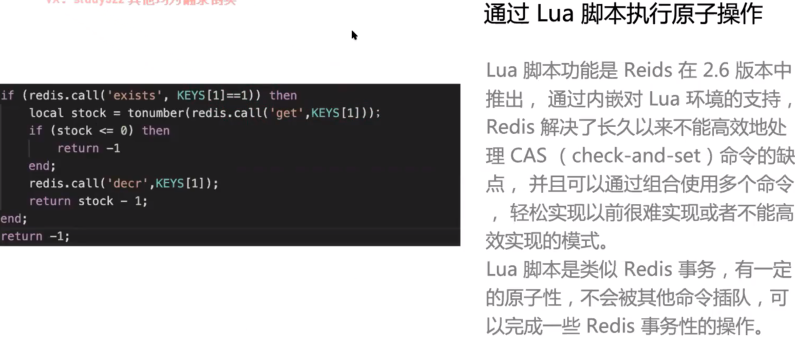 通过 Lua 脚本执行原子操作
if (redis.call('exists', KEYS[1]==1)) then
local stock = tonumber(redis.call('get',KEYS[1]));
if (stock <= 0) then
return -1
end;
redis.call('decr',KEYS[1]);
return stock - 1;
end;
return -1;
Lua 脚本功能是 Reids 在 2.6 版本中
推出，通过内嵌对 Lua 环境的支持，
Redis 解决了长久以来不能高效地处
理 CAS （check-and-set）命令的缺
点，并且可以通过组合使用多个命令
，轻松实现以前很难实现或者不能高
效实现的模式。
Lua 脚本是类似 Redis 事务，有一定
的原子性，不会被其他命令插队，可
以完成一些 Redis 事务性的操作。